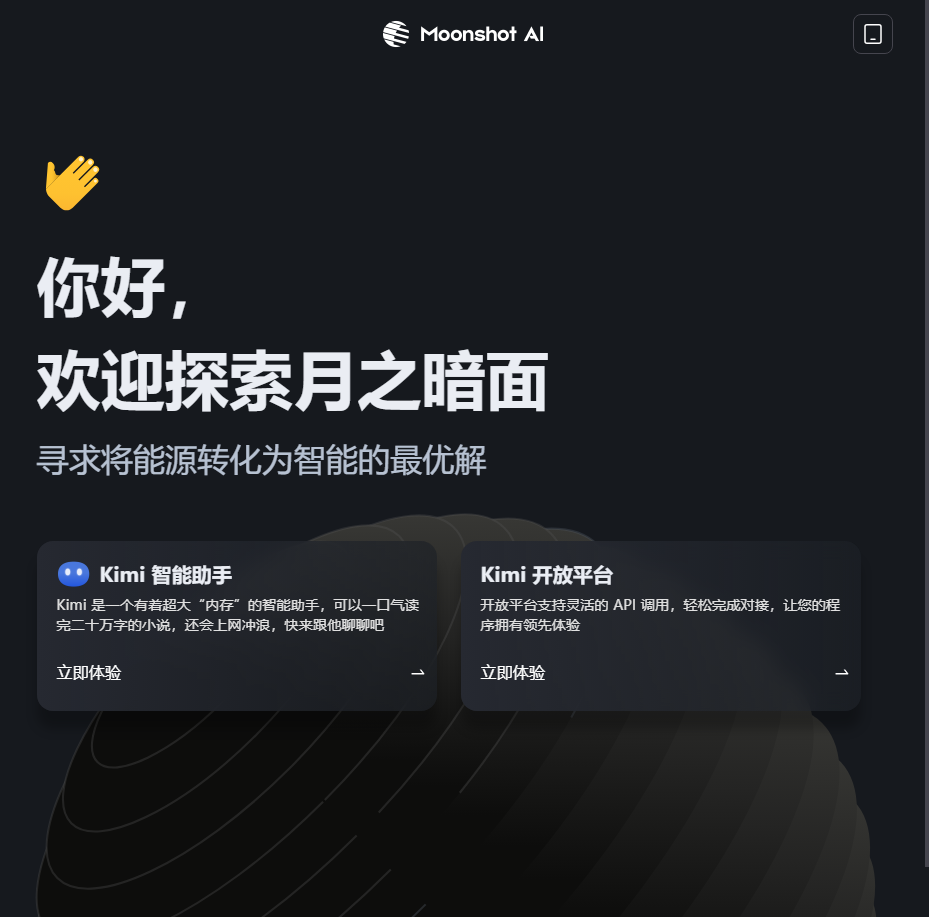 Moonshot AI
你好，
欢迎探索月之暗面
寻求将能源转化为智能的最优解
Kimi 智能助手
Kimi 是一个有着超大“内存”的智能助手，可以一口气读
完二十万字的小说，还会上网冲浪，快来跟他聊聊吧
立即体验
Kimi 开放平台
开放平台支持灵活的 API 调用，轻松完成对接，让您的程
序拥有领先体验
立即体验